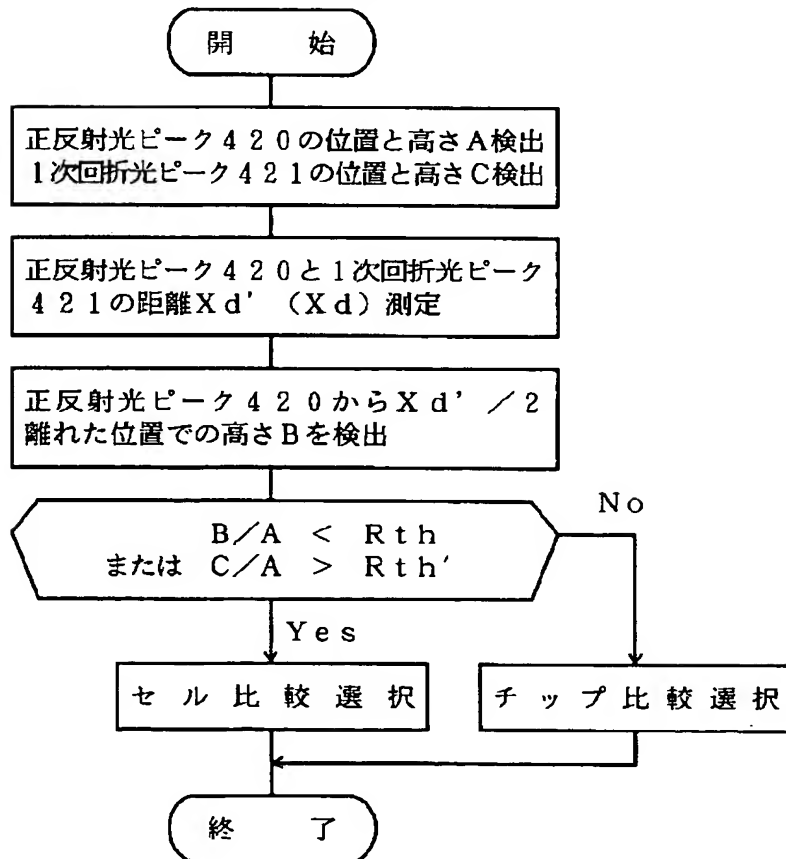 開 始
正反射光ピーク420の位置と高さA検出
1次回折光ピーク421の位置と高さC検出
正反射光ピーク420と1次回折光ピーク
421の距離Xd'(Xd)測定
正反射光ピーク420からXd'/2
離れた位置での高さBを検出
B/A < Rth
または C/A > Rth'
No
Yes
セル比較選択
チップ比較選択
終 了